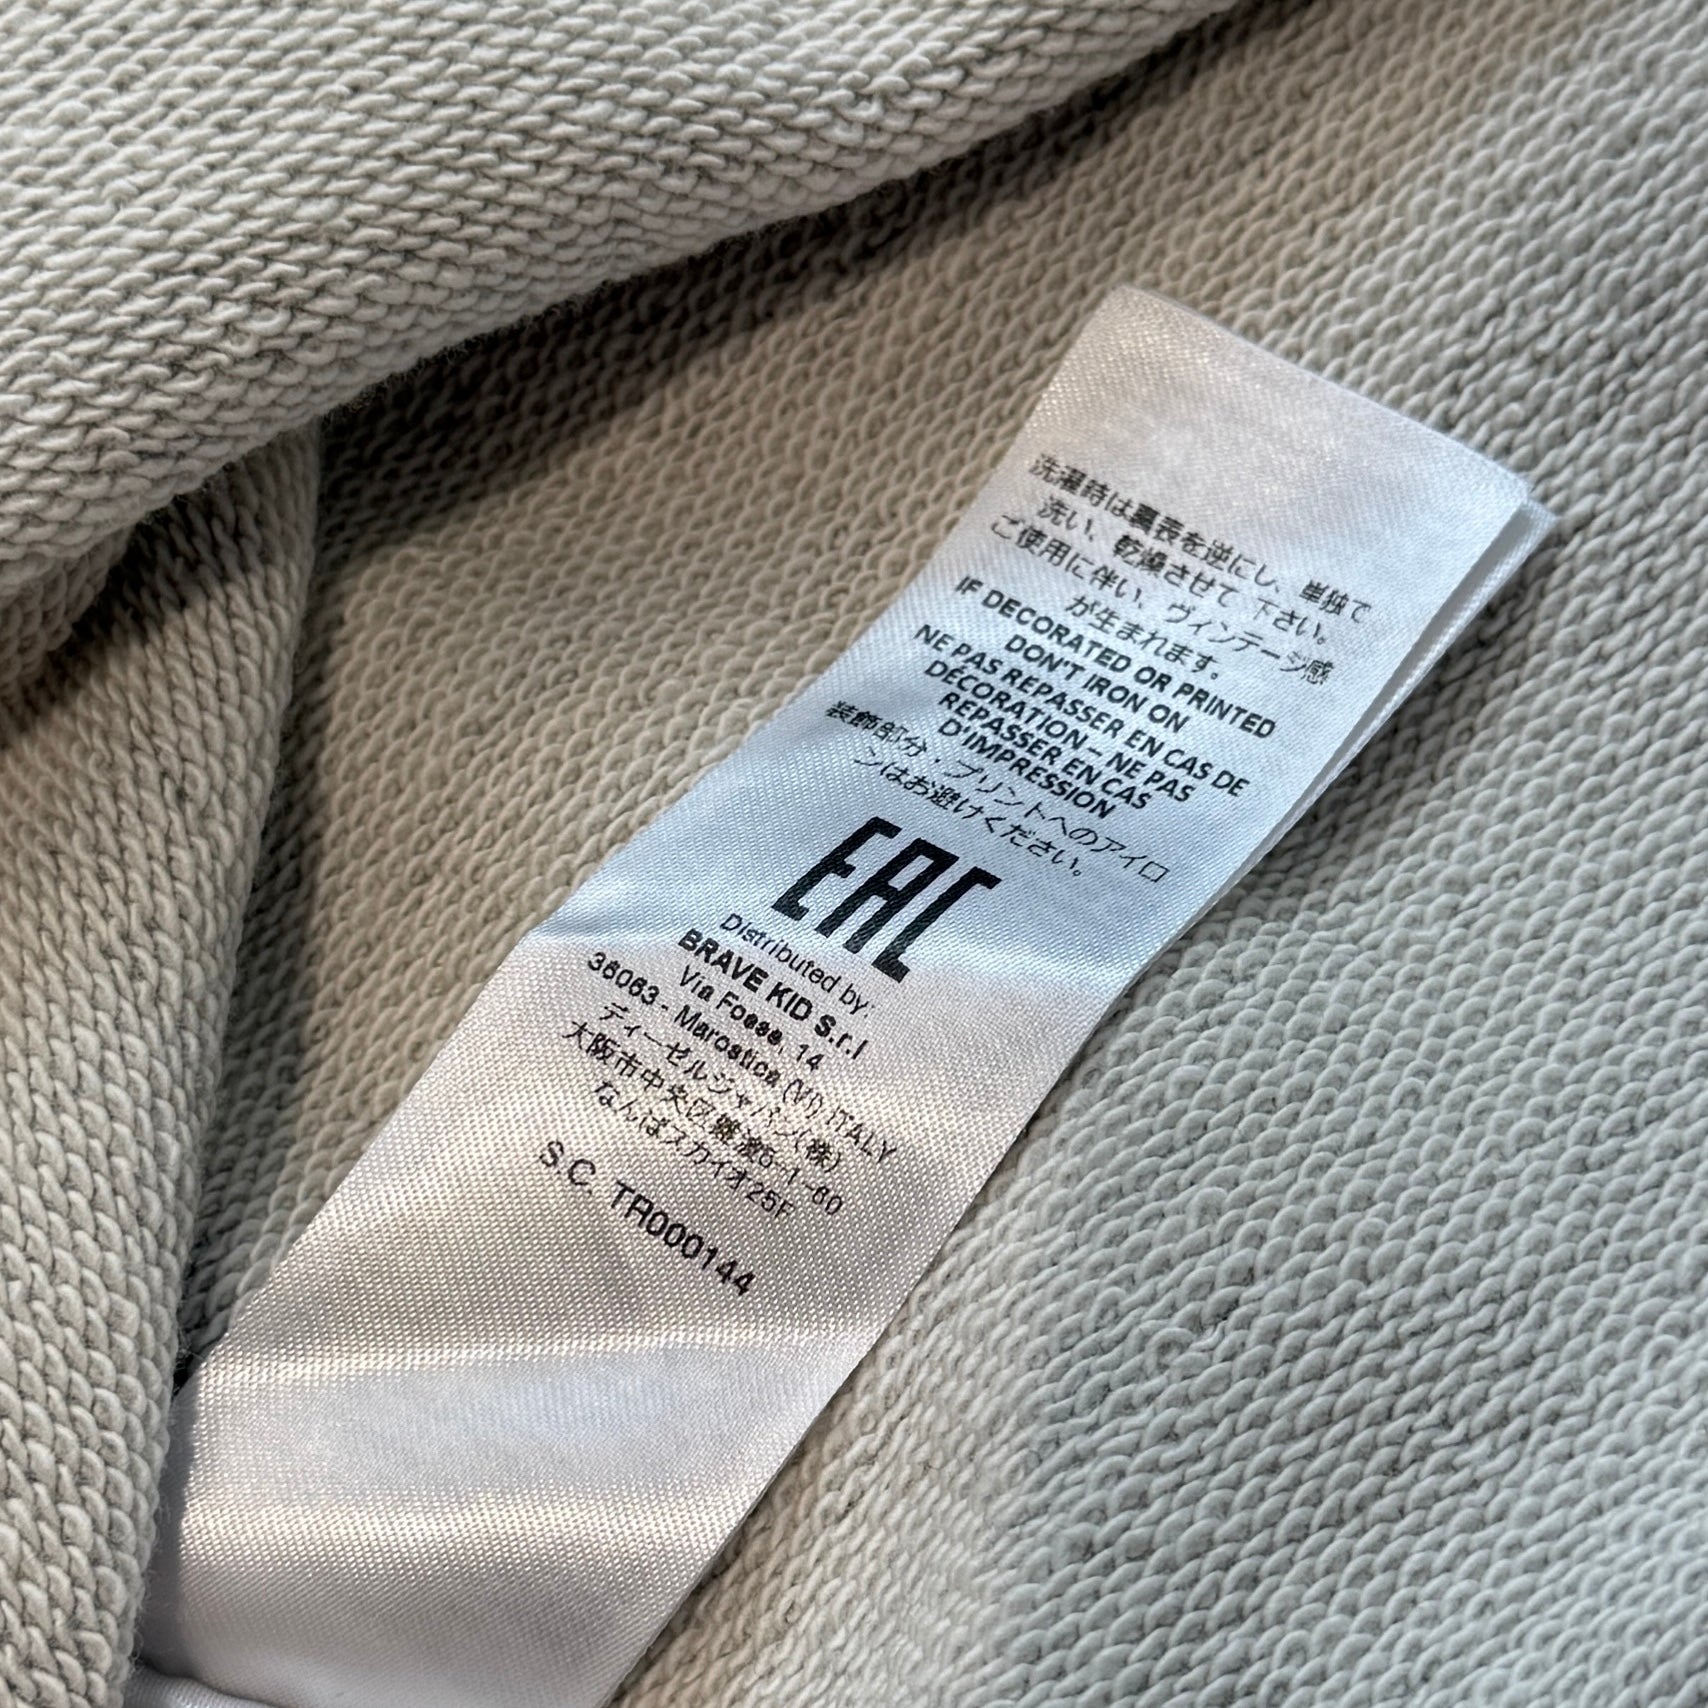 洗濯時は裏表を逆にし、単独で
洗い、乾燥させて 下さい。
ご使用に伴い、ヴィンテージ感
が生まれます。
IF DECORATED OR PRINTED
DON'T IRON ON
NE PAS REPASSER EN CAS DE
DÉCORATION – NE PAS
REPASSER EN CAS
D'IMPRESSION
装飾部分・プリントへのアイロ
ンはお避けください。
EAC
Distributed by:
BRAVE KID S.r.l
Via Fosse, 14
36063 - Marostica (VI) ITALY
ディーゼルジャパン(株)
大阪市中央区難波5-1-60
なんばスカイオ25F
S.C. TR000144